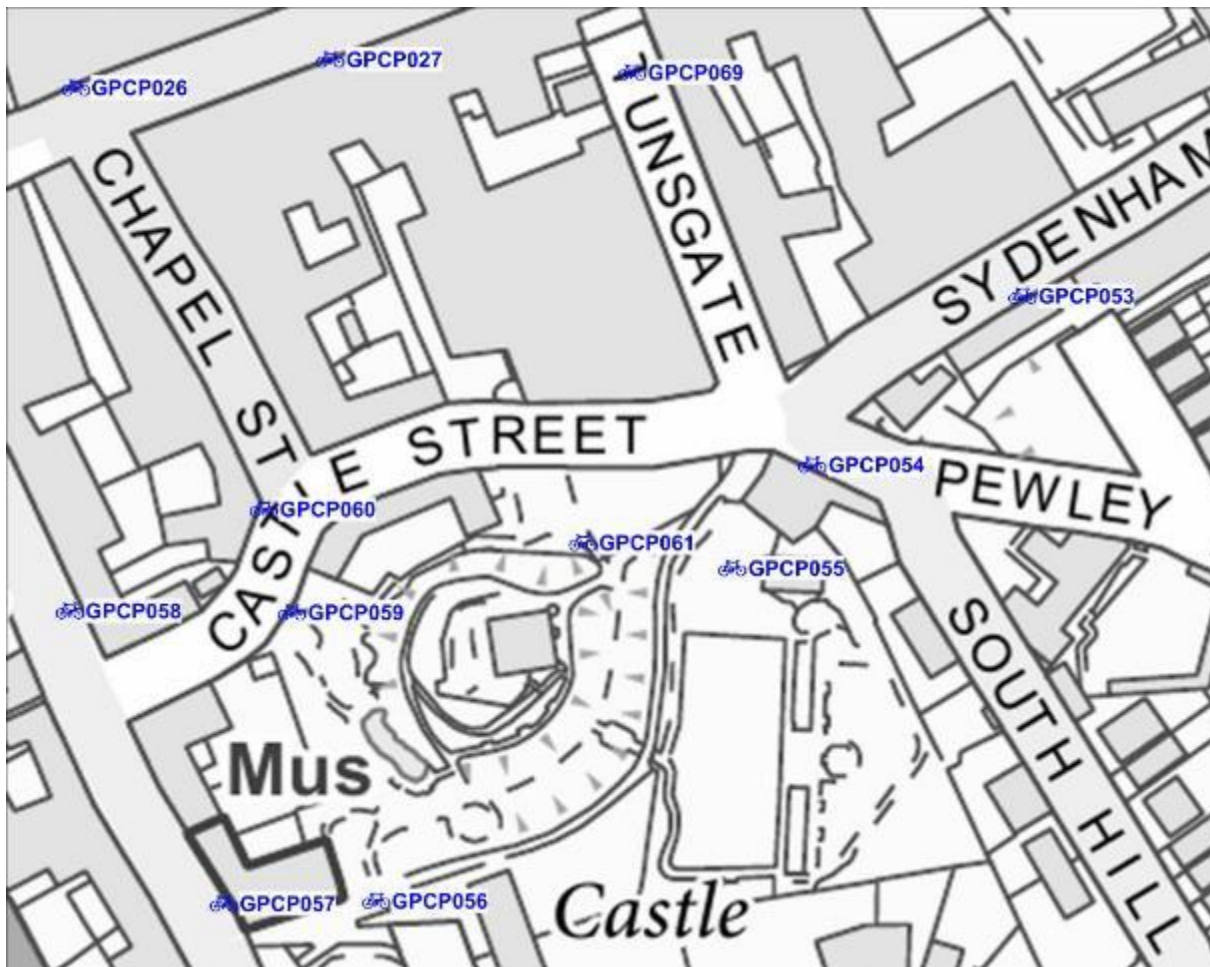 GPCP027
GPCP026
GPCP069
TUNSGATE
CHAPEL ST
SYDENHAM
GPCP053
CASTLE STREET
GPCP054
PEWLEY
GPCP060
GPCP061
GPCP055
GPCP058
GPCP059
SOUTH HILL
Mus
GPCP057
GPCP056
Castle